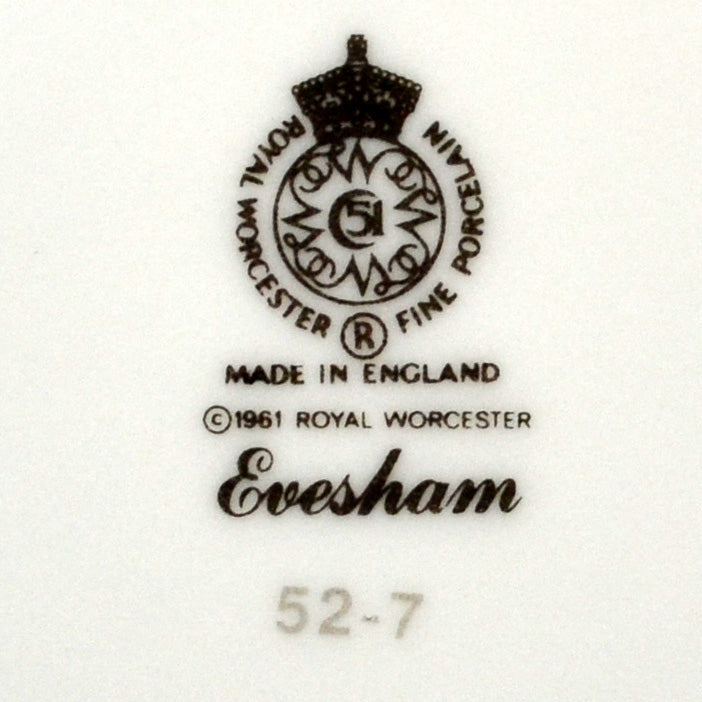 ROYAL WORCESTER FINE PORCELAIN
51
R
MADE IN ENGLAND
©1961 ROYAL WORCESTER
Evesham
52-7